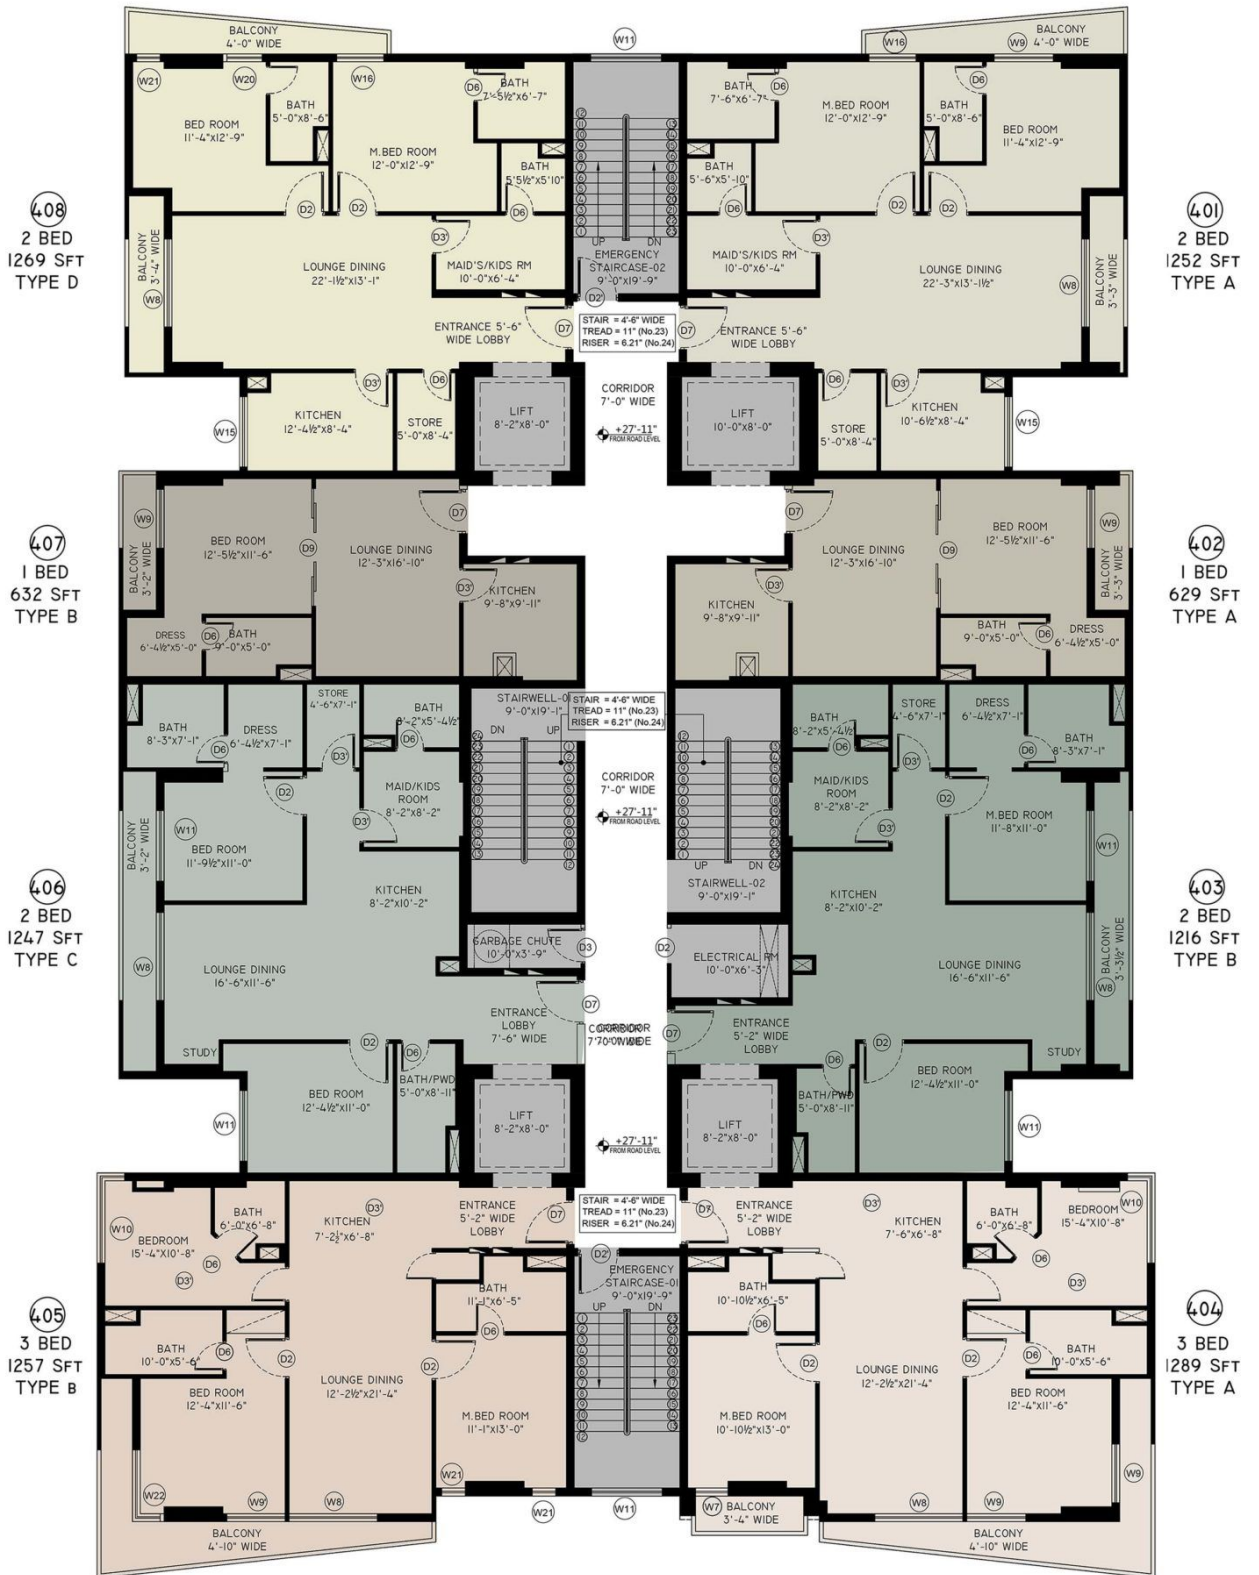 BALCONY
4'-0" WIDE
W21
W20
W16
W11
W16
W9
BALCONY
4'-0" WIDE
BED ROOM
11'-4"X12'-9"
BATH
5'-0"X8'-6"
M.BED ROOM
12'-0"X12'-9"
D6
BATH
7'-5½"X6'-7"
BATH
5'5½"X5'10"
D6
D2
D2
BATH
7'-6"X6'-7"
D6
M.BED ROOM
12'-0"X12'-9"
BATH
5'-6"X5'-10"
D6
D6
BATH
5'-0"X8'-6"
BED ROOM
11'-4"X12'-9"
D2
D2
408
2 BED
1269 SFT
TYPE D
BALCONY
3'-4" WIDE
W8
LOUNGE DINING
22'-1½"X13'-1"
D3'
MAID'S/KIDS RM
10'-0"X6'-4"
ENTRANCE 5'-6"
WIDE LOBBY
D7
UP
DN
EMERGENCY
STAIRCASE-02
9'-0"X19'-9"
D2'
STAIR = 4'-6" WIDE
TREAD = 11" (No.23)
RISER = 6.21" (No.24)
D7
MAID'S/KIDS RM
10'-0"X6'-4"
D3'
LOUNGE DINING
22'-3"X13'-1½"
ENTRANCE 5'-6"
WIDE LOBBY
W8
BALCONY
3'-3" WIDE
401
2 BED
1252 SFT
TYPE A
W15
KITCHEN
12'-4½"X8'-4"
D3'
STORE
5'-0"X8'-4"
D6
LIFT
8'-2"X8'-0"
CORRIDOR
7'-0" WIDE
+27'-11"
FROM ROAD LEVEL
LIFT
10'-0"X8'-0"
D6
STORE
5'-0"X8'-4"
D3'
KITCHEN
10'-6½"X8'-4"
W15
407
1 BED
632 SFT
TYPE B
BALCONY
3'-2" WIDE
W9
BED ROOM
12'-5½"X11'-6"
D9
LOUNGE DINING
12'-3"X16'-10"
D7
D3'
KITCHEN
9'-8"X9'-11"
DRESS
6'-4½"X5'-0"
D6
BATH
9'-0"X5'-0"
D7
LOUNGE DINING
12'-3"X16'-10"
D9
BED ROOM
12'-5½"X11'-6"
W9
BALCONY
3'-3" WIDE
D3'
KITCHEN
9'-8"X9'-11"
BATH
9'-0"X5'-0"
D6
DRESS
6'-4½"X5'-0"
402
1 BED
629 SFT
TYPE A
BATH
8'-3"X7'-1"
D6
DRESS
6'-4½"X7'-1"
STORE
4'-6"X7'-1"
D3'
BATH
8'-2"X5'-4½"
D6
STAIRWELL-01
9'-0"X19'-1"
DN
UP
STAIR = 4'-6" WIDE
TREAD = 11" (No.23)
RISER = 6.21" (No.24)
BATH
8'-2"X5'-4½"
D6
STORE
4'-6"X7'-1"
D3'
DRESS
6'-4½"X7'-1"
D6
BATH
8'-3"X7'-1"
D2
BALCONY
3'-2" WIDE
W11
BED ROOM
11'-9½"X11'-0"
MAID/KIDS
ROOM
8'-2"X8'-2"
D3'
CORRIDOR
7'-0" WIDE
+27'-11"
FROM ROAD LEVEL
UP
DN
STAIRWELL-02
9'-0"X19'-1"
MAID/KIDS
ROOM
8'-2"X8'-2"
D3'
D2
M.BED ROOM
11'-8"X11'-0"
W11
406
2 BED
1247 SFT
TYPE C
W8
KITCHEN
8'-2"X10'-2"
LOUNGE DINING
16'-6"X11'-6"
GARBAGE CHUTE
10'-0"X3'-9"
D3
D2
ELECTRICAL RM
10'-0"X6'-3"
KITCHEN
8'-2"X10'-2"
LOUNGE DINING
16'-6"X11'-6"
BALCONY
3'-3½" WIDE
W8
403
2 BED
1216 SFT
TYPE B
STUDY
D2
D6
ENTRANCE
LOBBY
7'-6" WIDE
D7
CORRIDOR
D7
ENTRANCE
5'-2" WIDE
LOBBY
D2
D6
STUDY
W11
BED ROOM
12'-4½"X11'-0"
BATH/PWD
5'-0"X8'-11"
LIFT
8'-2"X8'-0"
+27'-11"
FROM ROAD LEVEL
LIFT
8'-2"X8'-0"
BATH/PWD
5'-0"X8'-11"
BED ROOM
12'-4½"X11'-0"
W11
W10
BEDROOM
15'-4"X10'-8"
D3'
D6
BATH
6'-0"X6'-8"
D3'
KITCHEN
7'-2½"X6'-8"
ENTRANCE
5'-2" WIDE
LOBBY
D7
STAIR = 4'-6" WIDE
TREAD = 11" (No.23)
RISER = 6.21" (No.24)
D7
ENTRANCE
5'-2" WIDE
LOBBY
D3'
KITCHEN
7'-6"X6'-8"
BATH
6'-0"X6'-8"
D6
D3'
BEDROOM
15'-4"X10'-8"
W10
405
3 BED
1257 SFT
TYPE B
BATH
10'-0"X5'-6"
D6
D2
BED ROOM
12'-4"X11'-6"
LOUNGE DINING
12'-2½"X21'-4"
D2
BATH
11'-1"X6'-5"
D6
M.BED ROOM
11'-1"X13'-0"
D2'
EMERGENCY
STAIRCASE-01
9'-0"X19'-9"
UP
DN
BATH
10'-10½"X6'-5"
D6
D2
M.BED ROOM
10'-10½"X13'-0"
LOUNGE DINING
12'-2½"X21'-4"
D2
D6
BATH
10'-0"X5'-6"
BED ROOM
12'-4"X11'-6"
404
3 BED
1289 SFT
TYPE A
W22
W9'
W8
W21
W21
W11
W7
BALCONY
3'-4" WIDE
W8
W9
W9
BALCONY
4'-10" WIDE
BALCONY
4'-10" WIDE